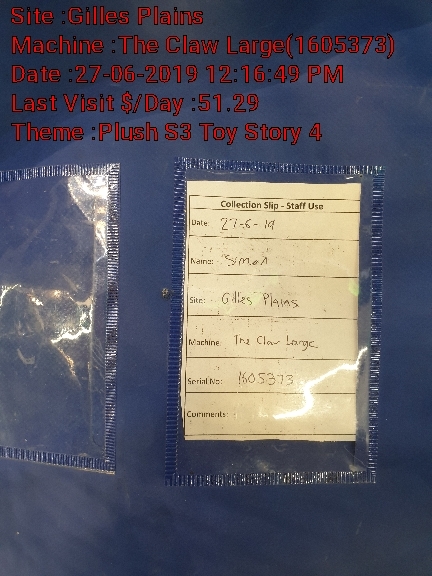 Site :Gilles Plains
Machine :The Claw Large(1605373)
Date :27-06-2019 12:16:49 PM
Last Visit $/Day :51.29
Theme :Plush S3 Toy Story 4
Collection Slip - Staff Use
Date: 27-6-19
Name: Symon
Site: Gilles Plains
Machine: The Claw Large
Serial No: 1605373
Comments: